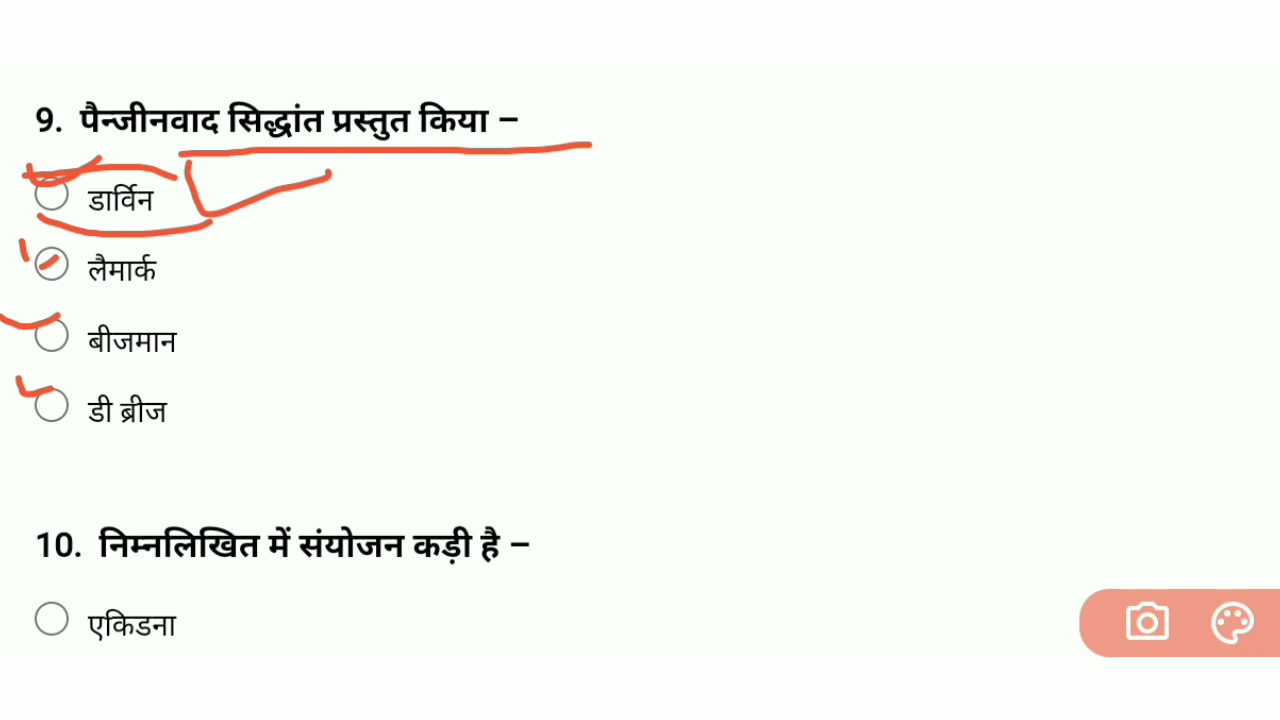 9. पैन्जीनवाद सिद्धांत प्रस्तुत किया –
डार्विन
लैमार्क
बीजमान
डी ब्रीज
10. निम्नलिखित में संयोजन कड़ी है –
एकिडना